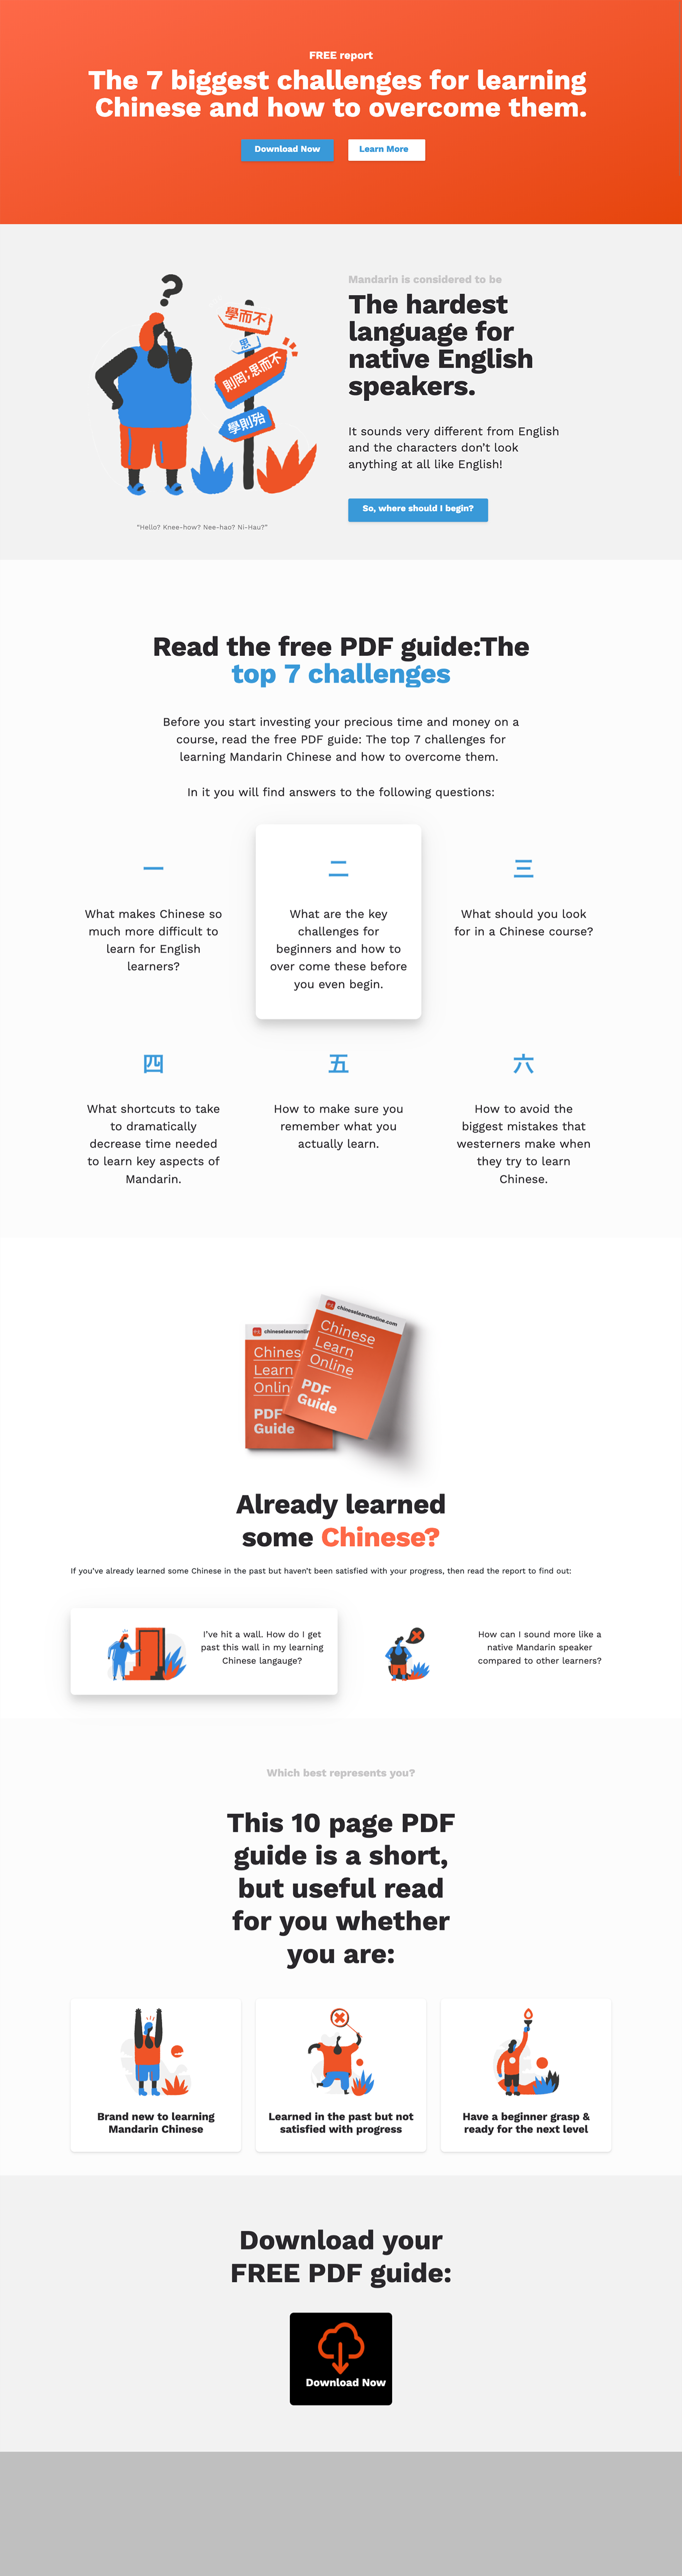 FREE report
The 7 biggest challenges for learning
Chinese and how to overcome them.
Download Now
Learn More
學而不
思
則罔;思而不
學則殆
"Hello? Knee-how? Nee-hao? Ni-Hau?"
Mandarin is considered to be
The hardest
language for
native English
speakers.
It sounds very different from English
and the characters don't look
anything at all like English!
So, where should I begin?
Read the free PDF guide:The
top 7 challenges
Before you start investing your precious time and money on a
course, read the free PDF guide: The top 7 challenges for
learning Mandarin Chinese and how to overcome them.
In it you will find answers to the following questions:
一
What makes Chinese so
much more difficult to
learn for English
learners?
二
What are the key
challenges for
beginners and how to
over come these before
you even begin.
三
What should you look
for in a Chinese course?
四
What shortcuts to take
to dramatically
decrease time needed
to learn key aspects of
Mandarin.
五
How to make sure you
remember what you
actually learn.
六
How to avoid the
biggest mistakes that
westerners make when
they try to learn
Chinese.
chineselearnonlin
Chines
Learn
Onlin
PDF
Guide
chineselearnonline.com
Chinese
Learn
Online
PDF
Guide
Already learned
some Chinese?
If you've already learned some Chinese in the past but haven't been satisfied with your progress, then read the report to find out:
I've hit a wall. How do I get
past this wall in my learning
Chinese langauge?
How can I sound more like a
native Mandarin speaker
compared to other learners?
Which best represents you?
This 10 page PDF
guide is a short,
but useful read
for you whether
you are:
Brand new to learning
Mandarin Chinese
Learned in the past but not
satisfied with progress
Have a beginner grasp &
ready for the next level
Download your
FREE PDF guide:
Download Now